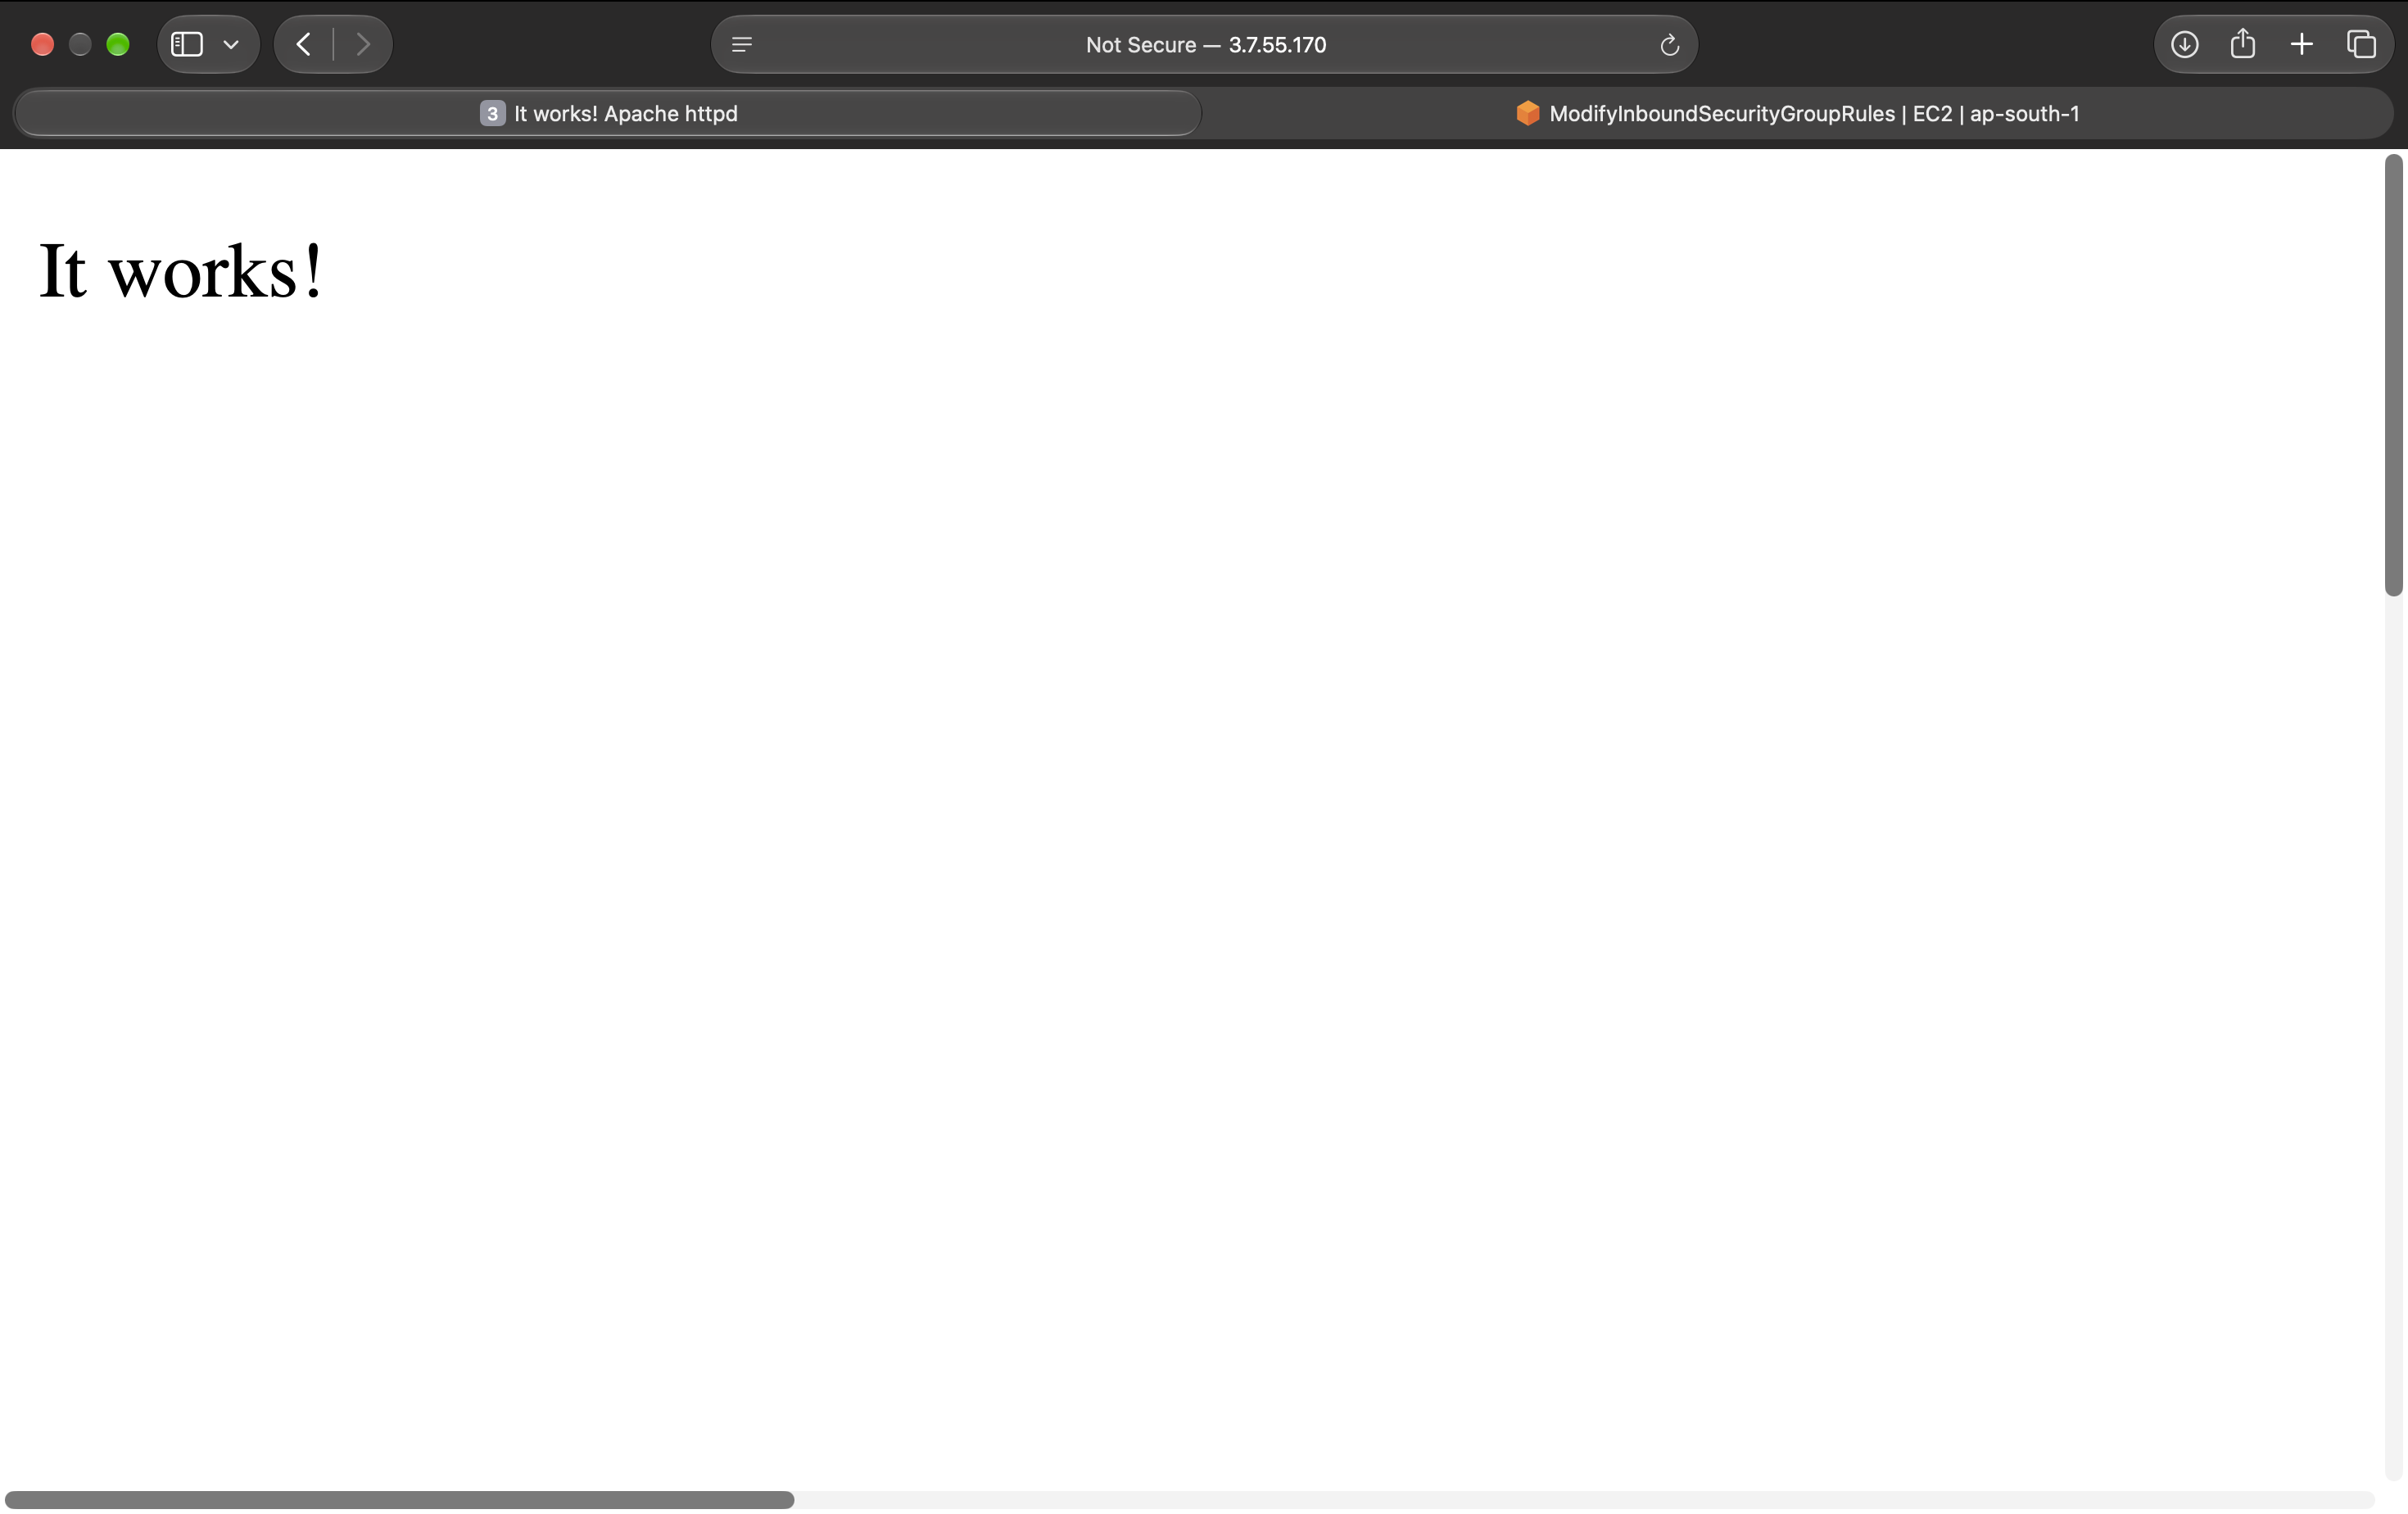 Not Secure — 3.7.55.170
3 It works! Apache httpd
ModifyInboundSecurityGroupRules | EC2 | ap-south-1
It works!